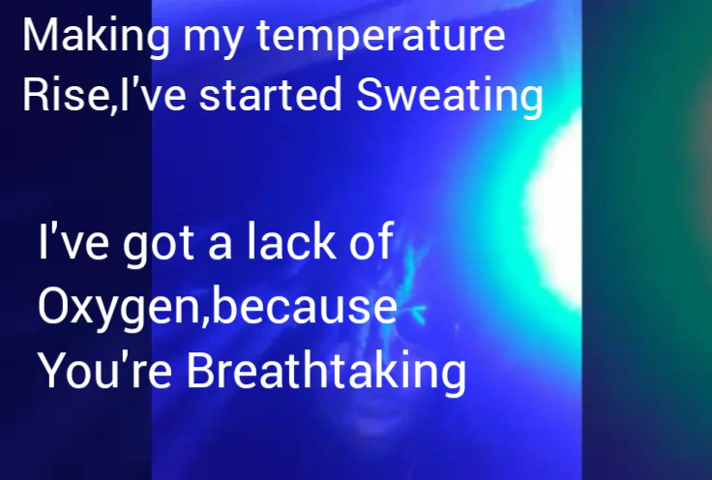 Making my temperature
Rise,I've started Sweating
I've got a lack of
Oxygen,because
You're Breathtaking